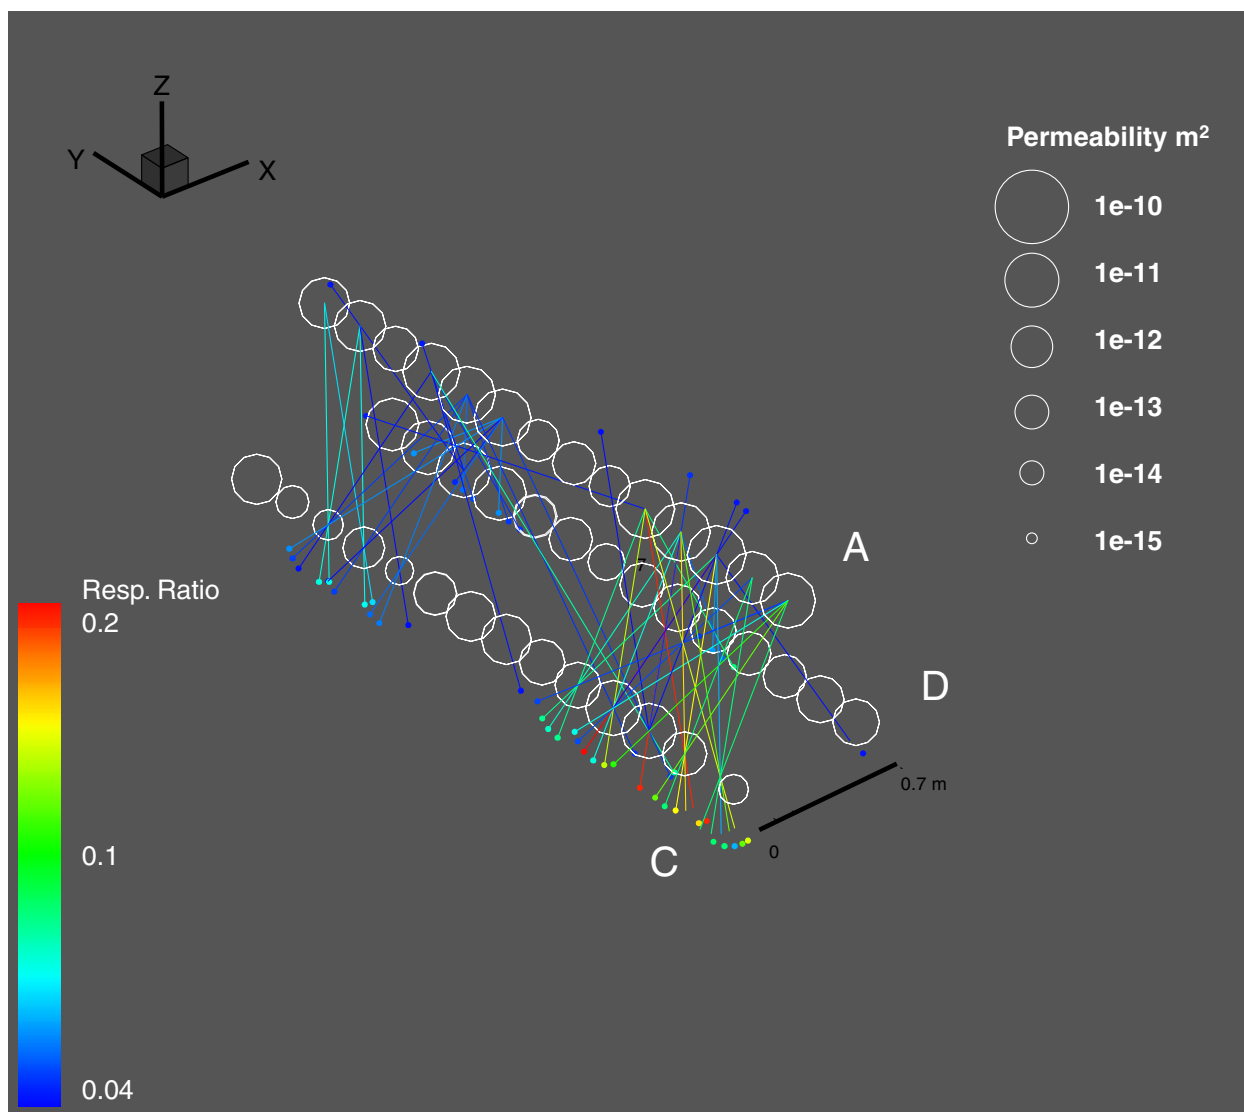 Z
Y
X
Permeability m²
1e-10
1e-11
1e-12
1e-13
1e-14
1e-15
A
7
D
Resp. Ratio
0.2
0.1
0.04
0.7 m
0
C